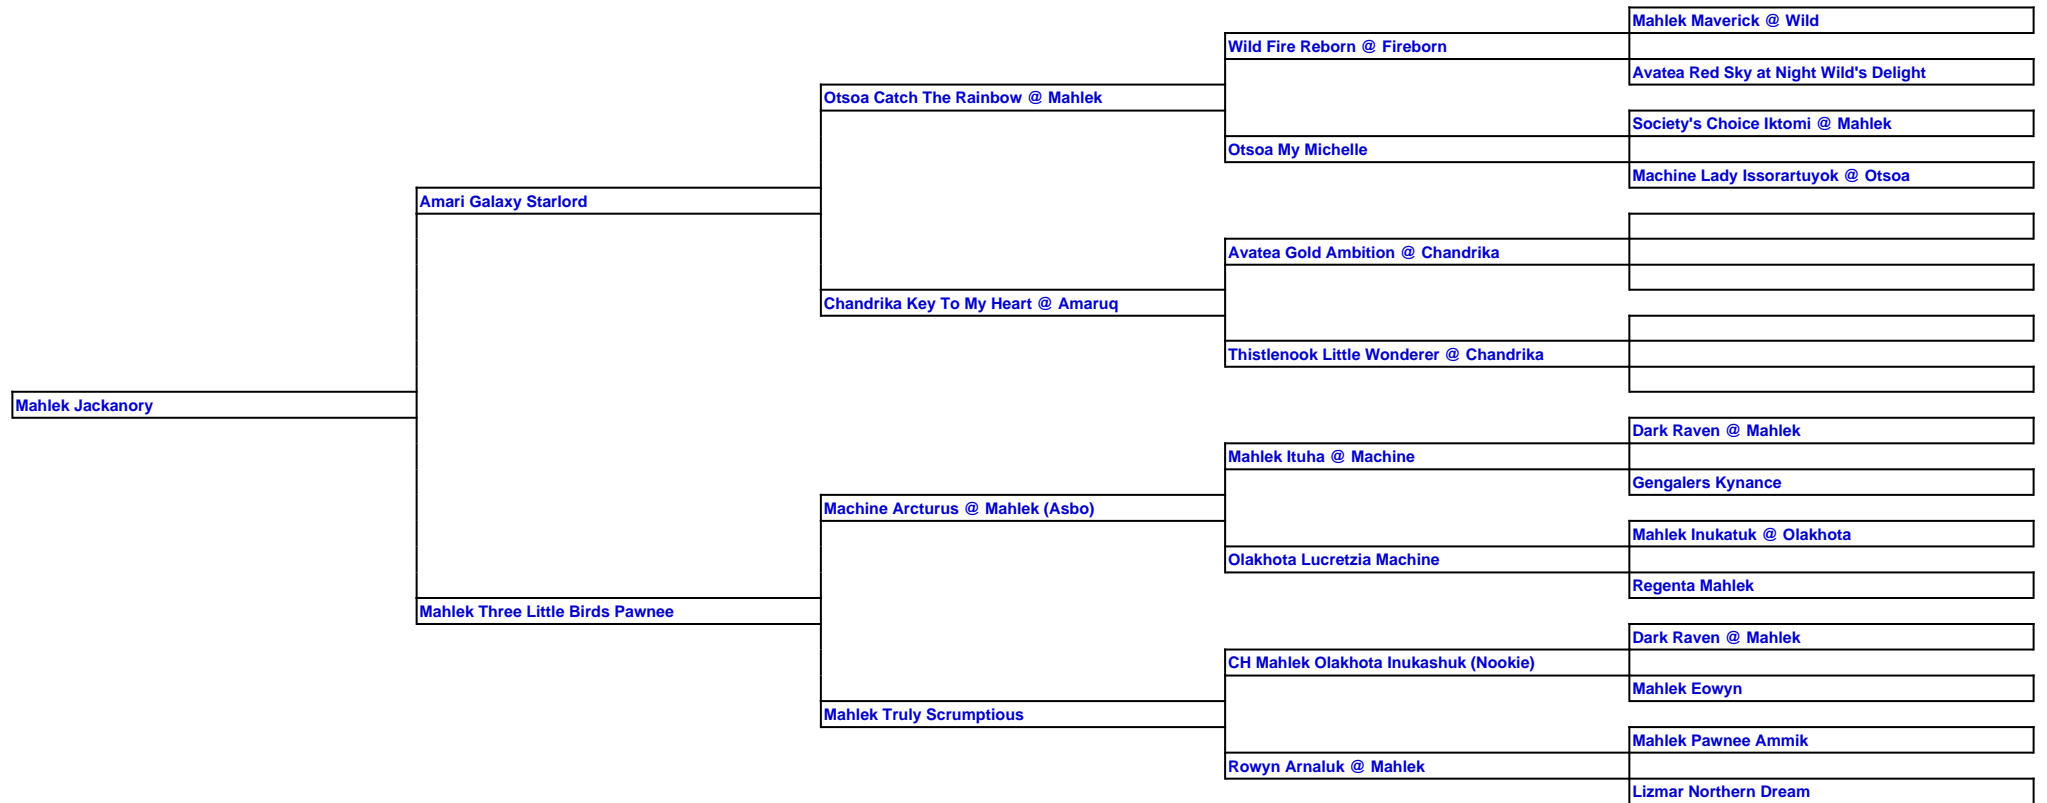 Mahlek Maverick @ Wild
Wild Fire Reborn @ Fireborn
Avatea Red Sky at Night Wild's Delight
Otsoa Catch The Rainbow @ Mahlek
Society's Choice Iktomi @ Mahlek
Otsoa My Michelle
Machine Lady Issorartuyok @ Otsoa
Amari Galaxy Starlord
Avatea Gold Ambition @ Chandrika
Chandrika Key To My Heart @ Amaruq
Thistlenook Little Wonderer @ Chandrika
Mahlek Jackanory
Dark Raven @ Mahlek
Mahlek Ituha @ Machine
Gengalers Kynance
Machine Arcturus @ Mahlek (Asbo)
Mahlek Inukatuk @ Olakhota
Olakhota Lucretzia Machine
Regenta Mahlek
Mahlek Three Little Birds Pawnee
Dark Raven @ Mahlek
CH Mahlek Olakhota Inukashuk (Nookie)
Mahlek Eowyn
Mahlek Truly Scrumptious
Mahlek Pawnee Ammik
Rowyn Arnaluk @ Mahlek
Lizmar Northern Dream